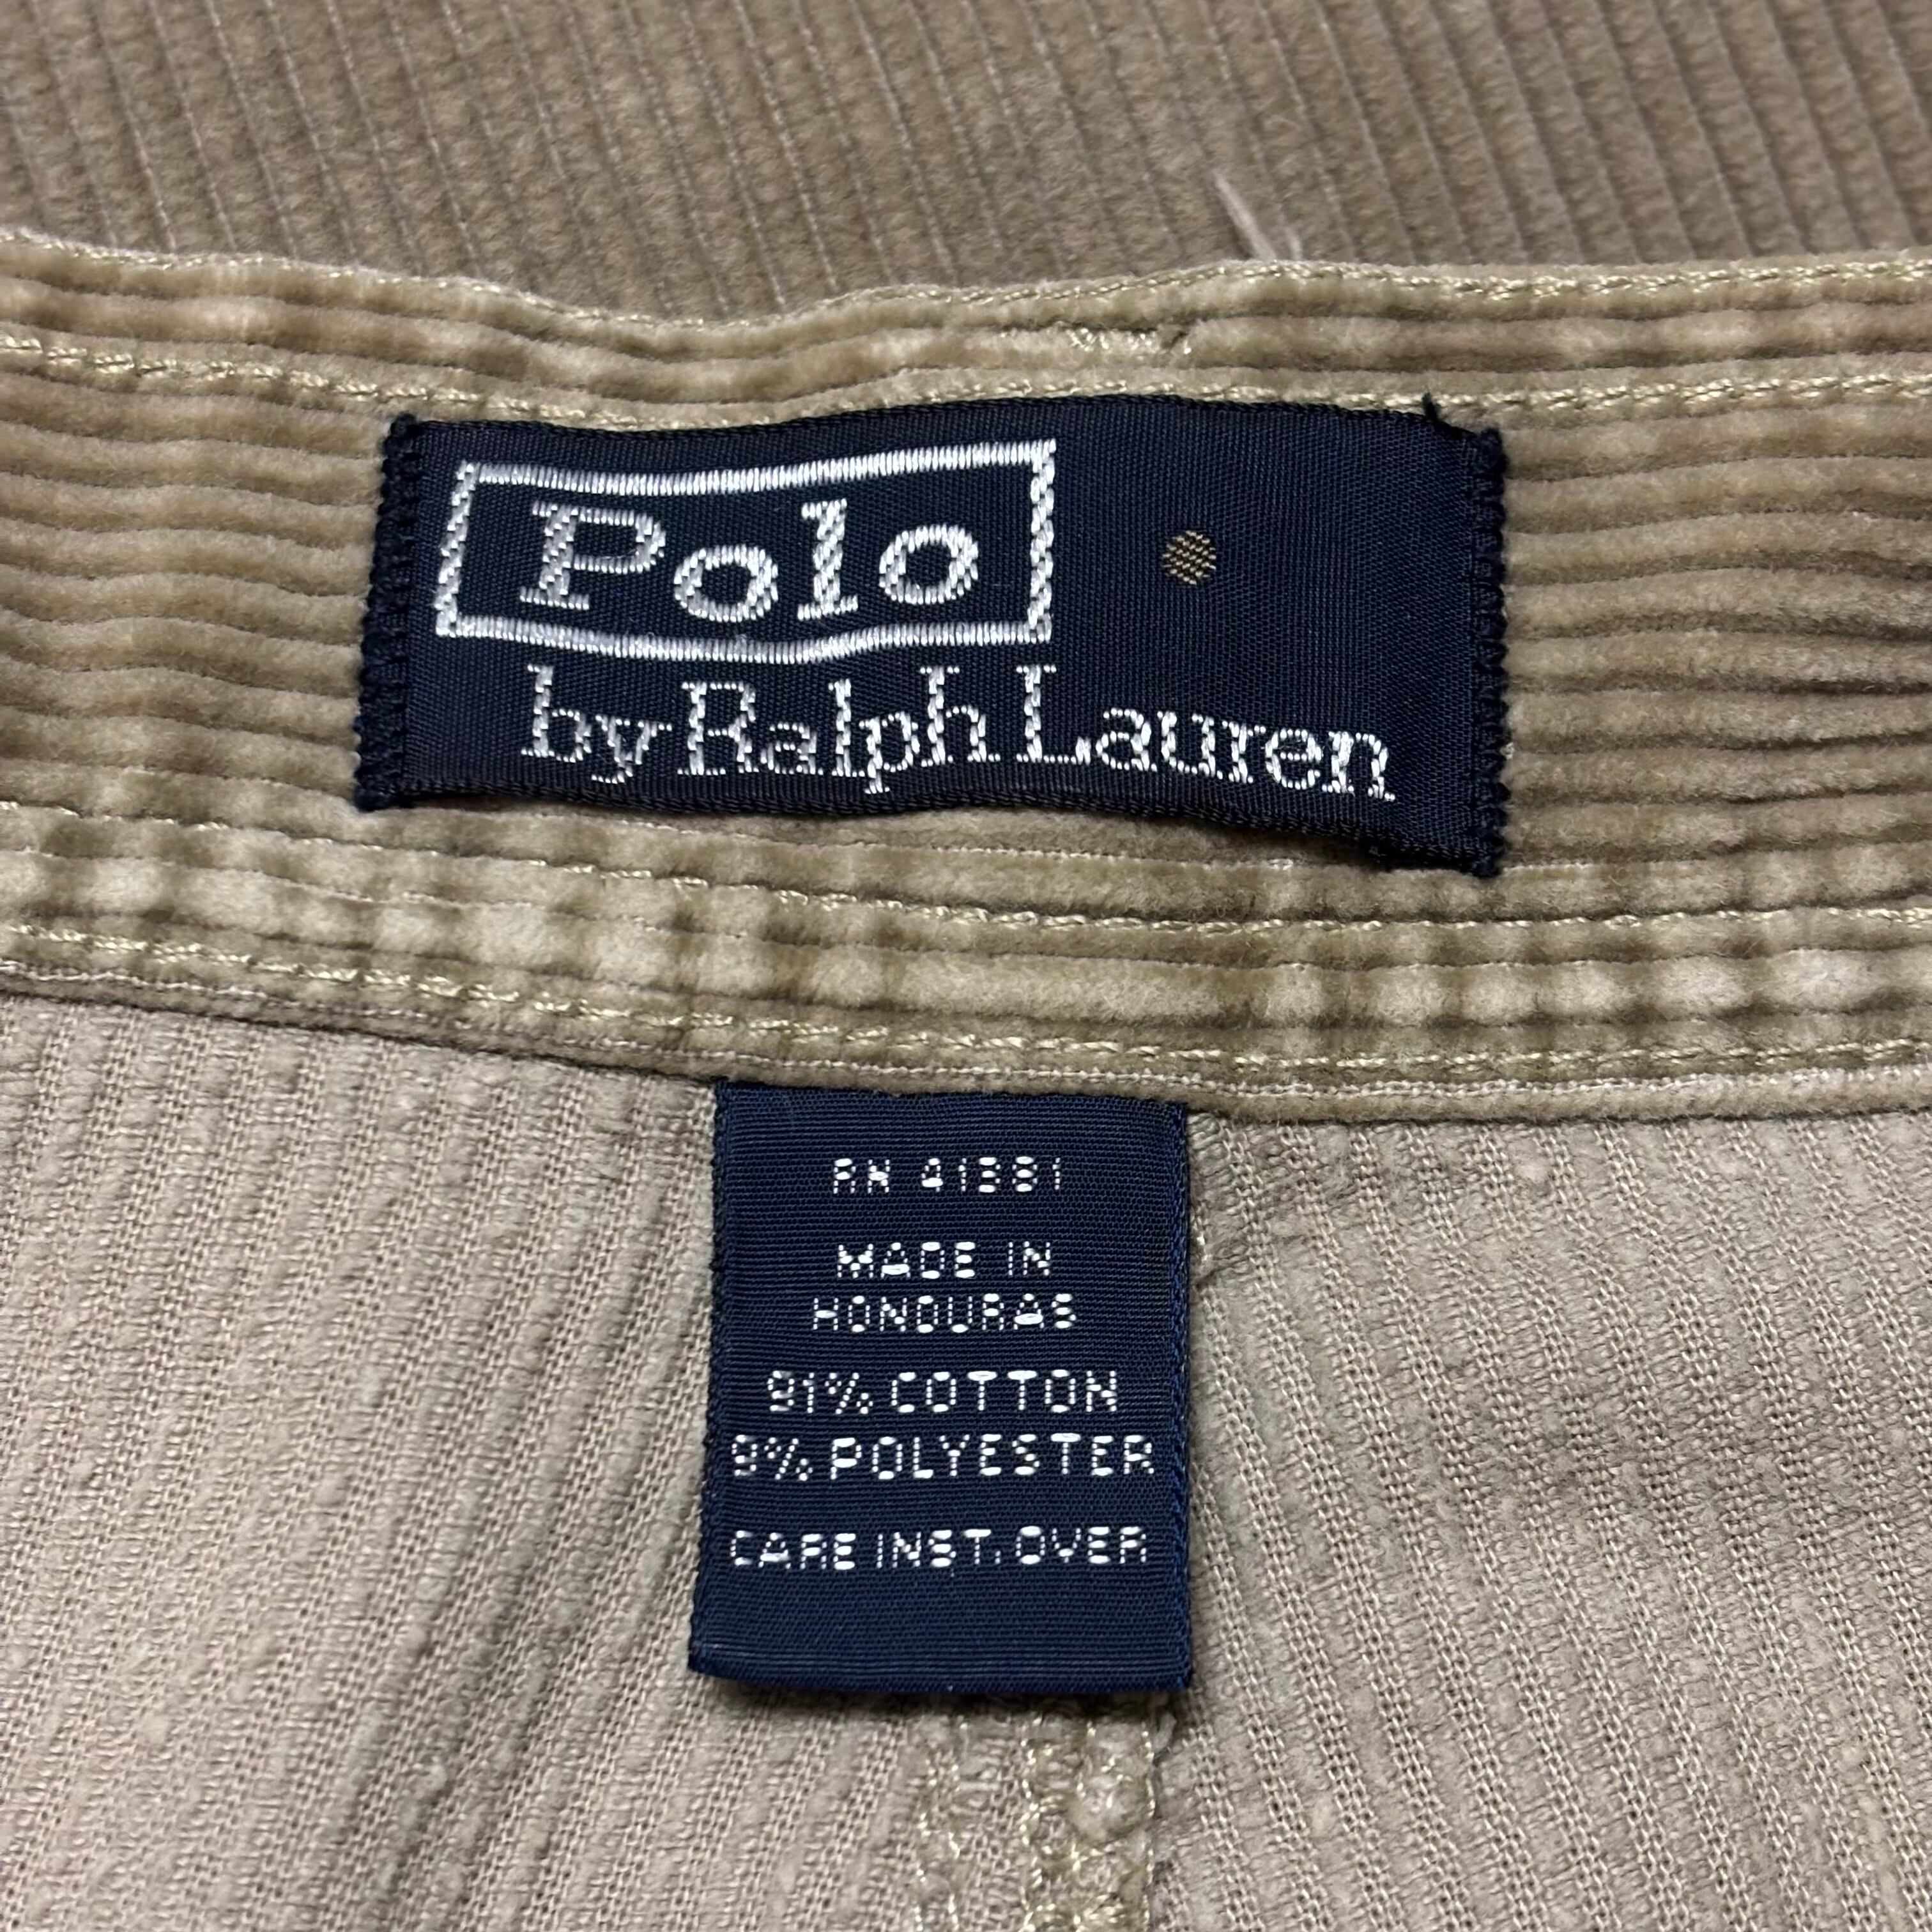 Polo
by Ralph Lauren
RN 41381
MADE IN
HONDURAS
91% COTTON
9% POLYESTER
CARE INST. OVER